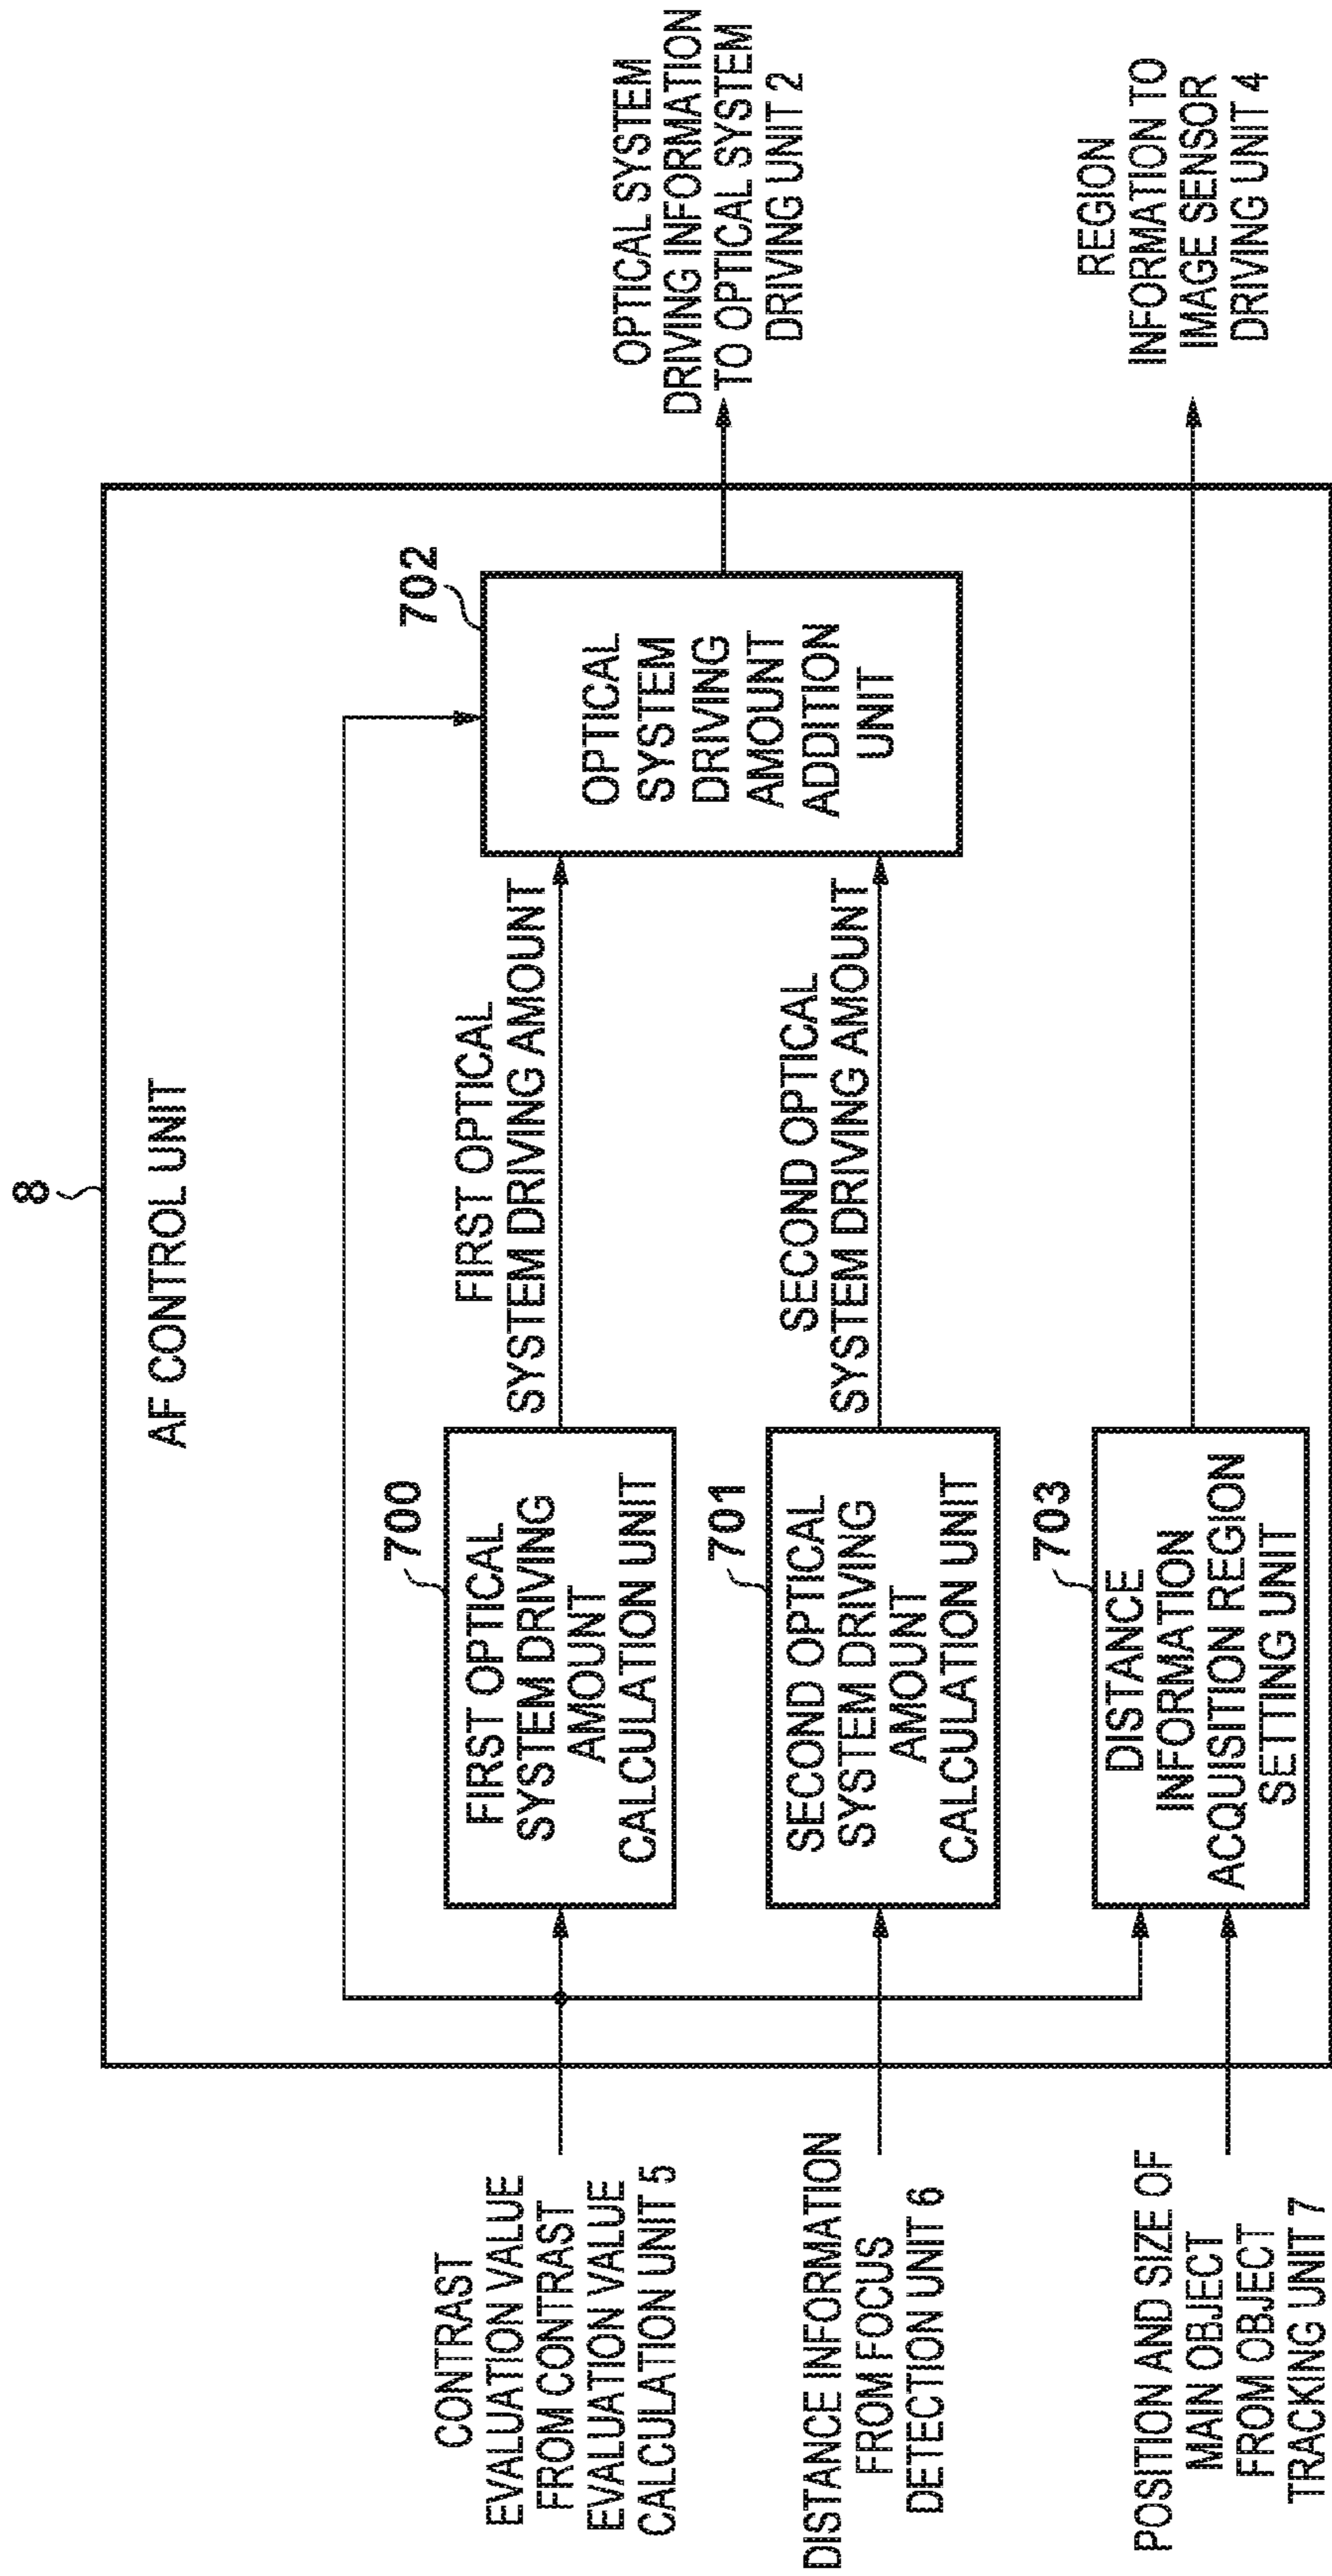 8
AF CONTROL UNIT
CONTRAST
EVALUATION VALUE
FROM CONTRAST
EVALUATION VALUE
CALCULATION UNIT 5
700
FIRST OPTICAL
SYSTEM DRIVING
AMOUNT
CALCULATION UNIT
FIRST OPTICAL
SYSTEM DRIVING AMOUNT
702
OPTICAL
SYSTEM
DRIVING
AMOUNT
ADDITION
UNIT
OPTICAL SYSTEM
DRIVING INFORMATION
TO OPTICAL SYSTEM
DRIVING UNIT 2
DISTANCE INFORMATION
FROM FOCUS
DETECTION UNIT 6
701
SECOND OPTICAL
SYSTEM DRIVING
AMOUNT
CALCULATION UNIT
SECOND OPTICAL
SYSTEM DRIVING AMOUNT
POSITION AND SIZE OF
MAIN OBJECT
FROM OBJECT
TRACKING UNIT 7
703
DISTANCE
INFORMATION
ACQUISITION REGION
SETTING UNIT
REGION
INFORMATION TO
IMAGE SENSOR
DRIVING UNIT 4